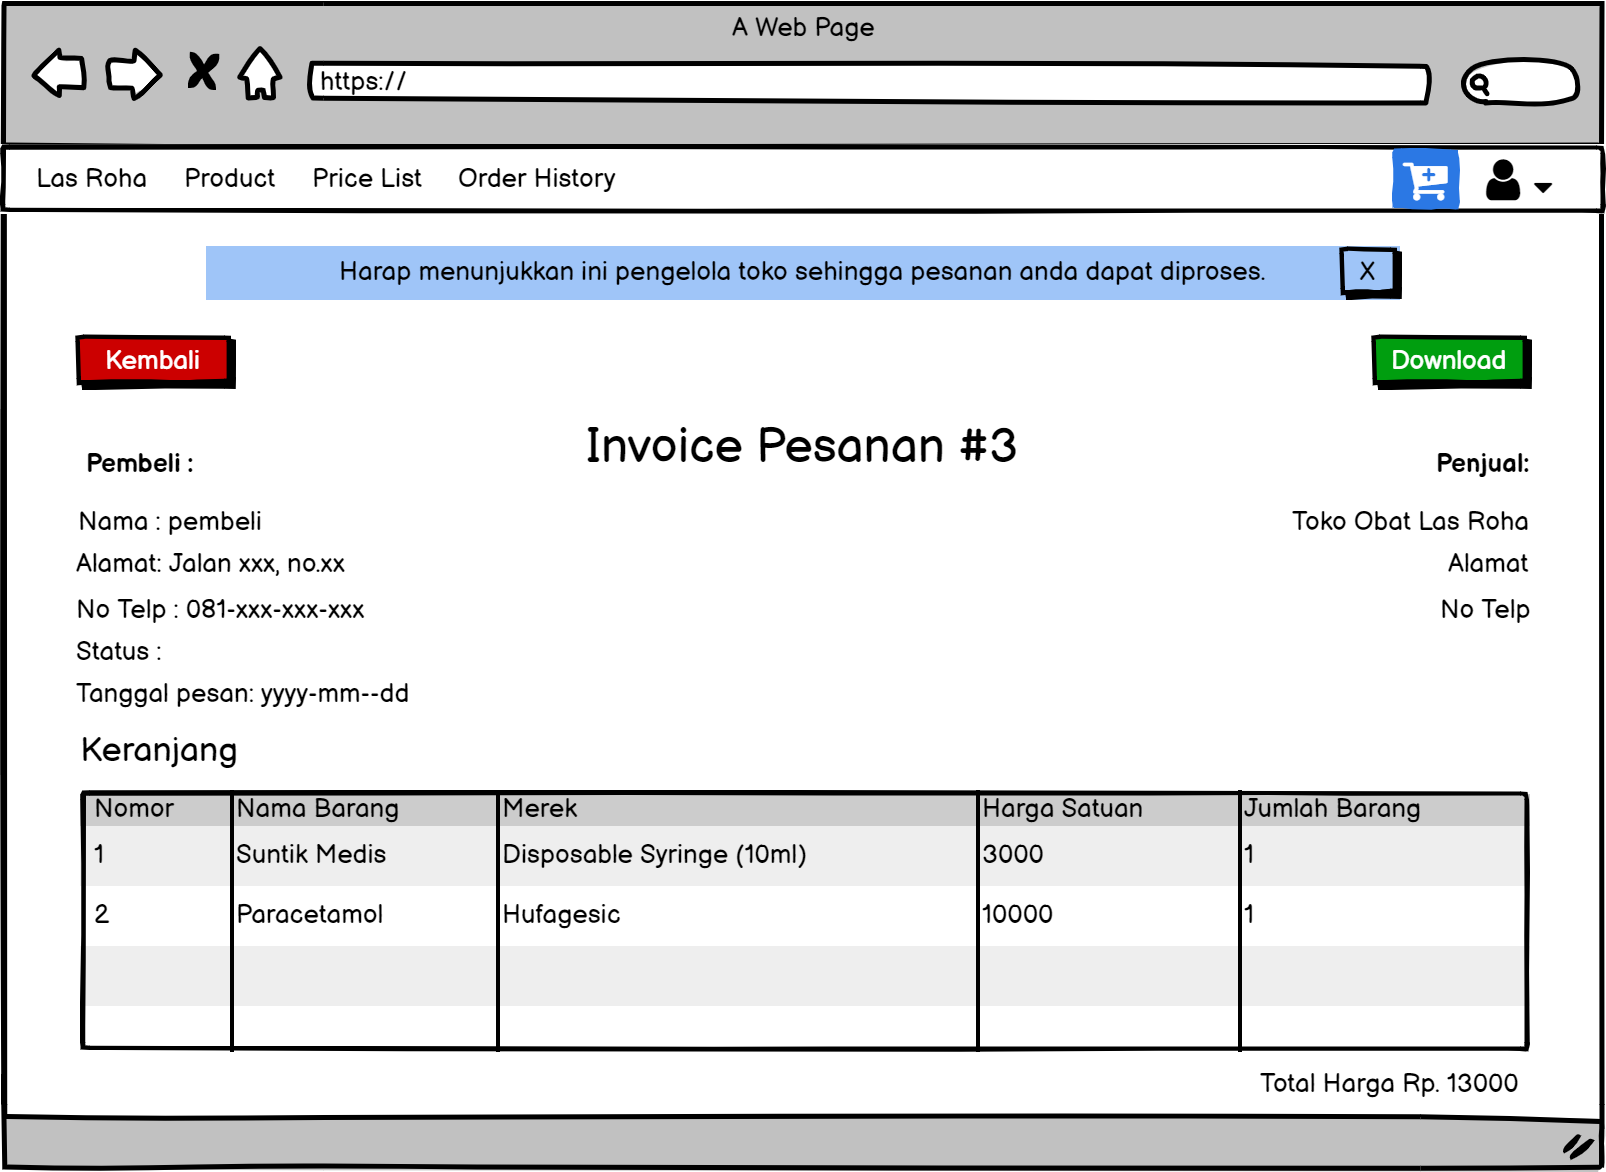 A Web Page
https://
Las Roha Product Price List Order History
Harap menunjukkan ini pengelola toko sehingga pesanan anda dapat diproses. X
Kembali Download
Invoice Pesanan #3
Pembeli : Penjual:
Nama : pembeli Toko Obat Las Roha
Alamat: Jalan xxx, no.xx Alamat
No Telp : 081-xxx-xxx-xxx No Telp
Status :
Tanggal pesan: yyyy-mm--dd
Keranjang
Nomor Nama Barang Merek Harga Satuan Jumlah Barang
1 Suntik Medis Disposable Syringe (10ml) 3000 1
2 Paracetamol Hufagesic 10000 1
Total Harga Rp. 13000